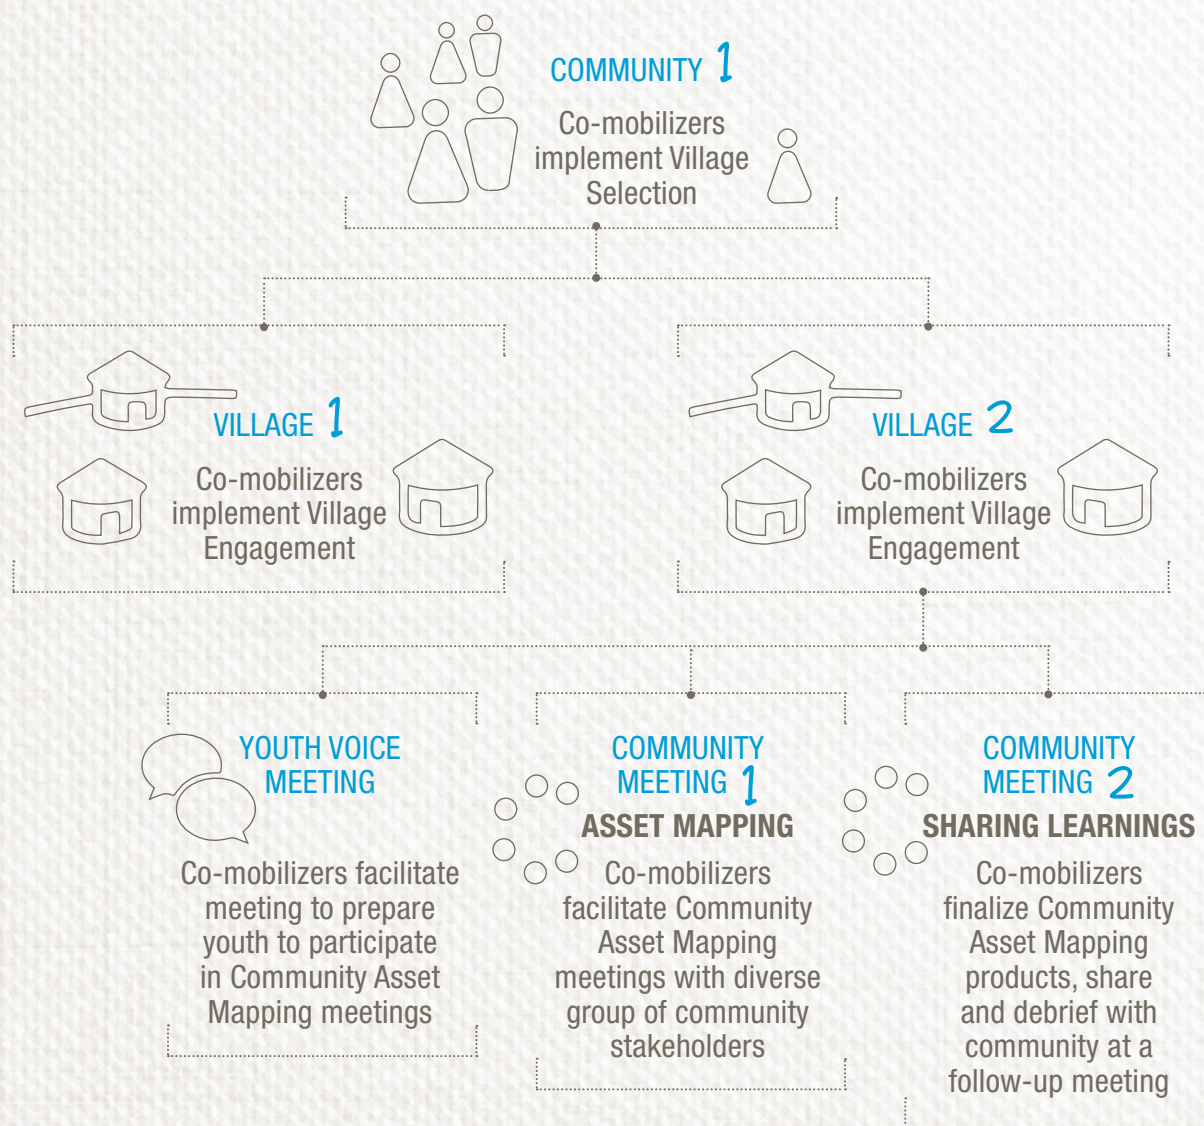 COMMUNITY 1
Co-mobilizers
implement Village
Selection
VILLAGE 1
Co-mobilizers
implement Village
Engagement
VILLAGE 2
Co-mobilizers
implement Village
Engagement
YOUTH VOICE
MEETING
Co-mobilizers facilitate
meeting to prepare
youth to participate
in Community Asset
Mapping meetings
COMMUNITY
MEETING 1
ASSET MAPPING
Co-mobilizers
facilitate Community
Asset Mapping
meetings with diverse
group of community
stakeholders
COMMUNITY
MEETING 2
SHARING LEARNINGS
Co-mobilizers
finalize Community
Asset Mapping
products, share
and debrief with
community at a
follow-up meeting